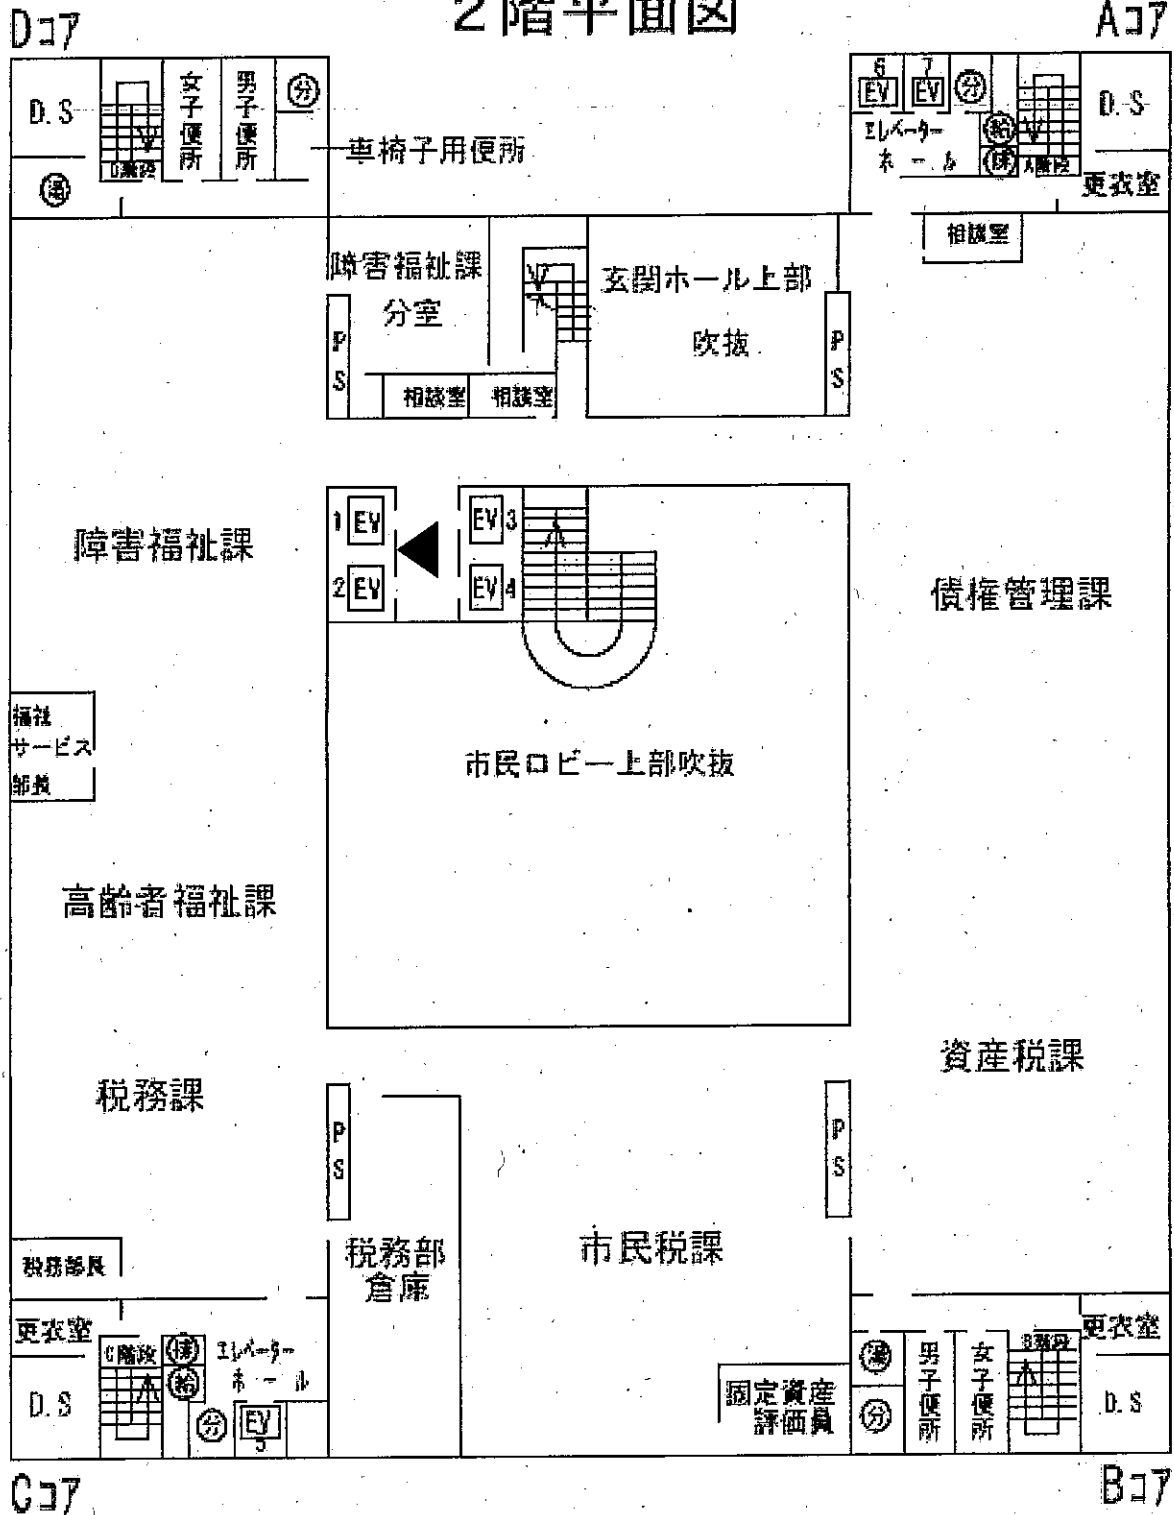 2階平面図
Dコア
Aコア
D.S
D階段
女子便所
男子便所
分
湯
車椅子用便所
6
EV
7
EV
分
エレベーター
ホール
給
A階段
D.S
更衣室
相談室
障害福祉課
分室
PS
相談室
相談室
玄関ホール上部
吹抜
PS
障害福祉課
1 EV
EV 3
2 EV
EV 4
債権管理課
福祉
サービス
部長
市民ロビー上部吹抜
高齢者福祉課
税務課
資産税課
PS
PS
税務部長
税務部
倉庫
市民税課
更衣室
C階段
給
エレベーター
ホール
D.S
分
EV
5
固定資産
評価員
湯
分
男子便所
女子便所
B階段
更衣室
D.S
Cコア
Bコア